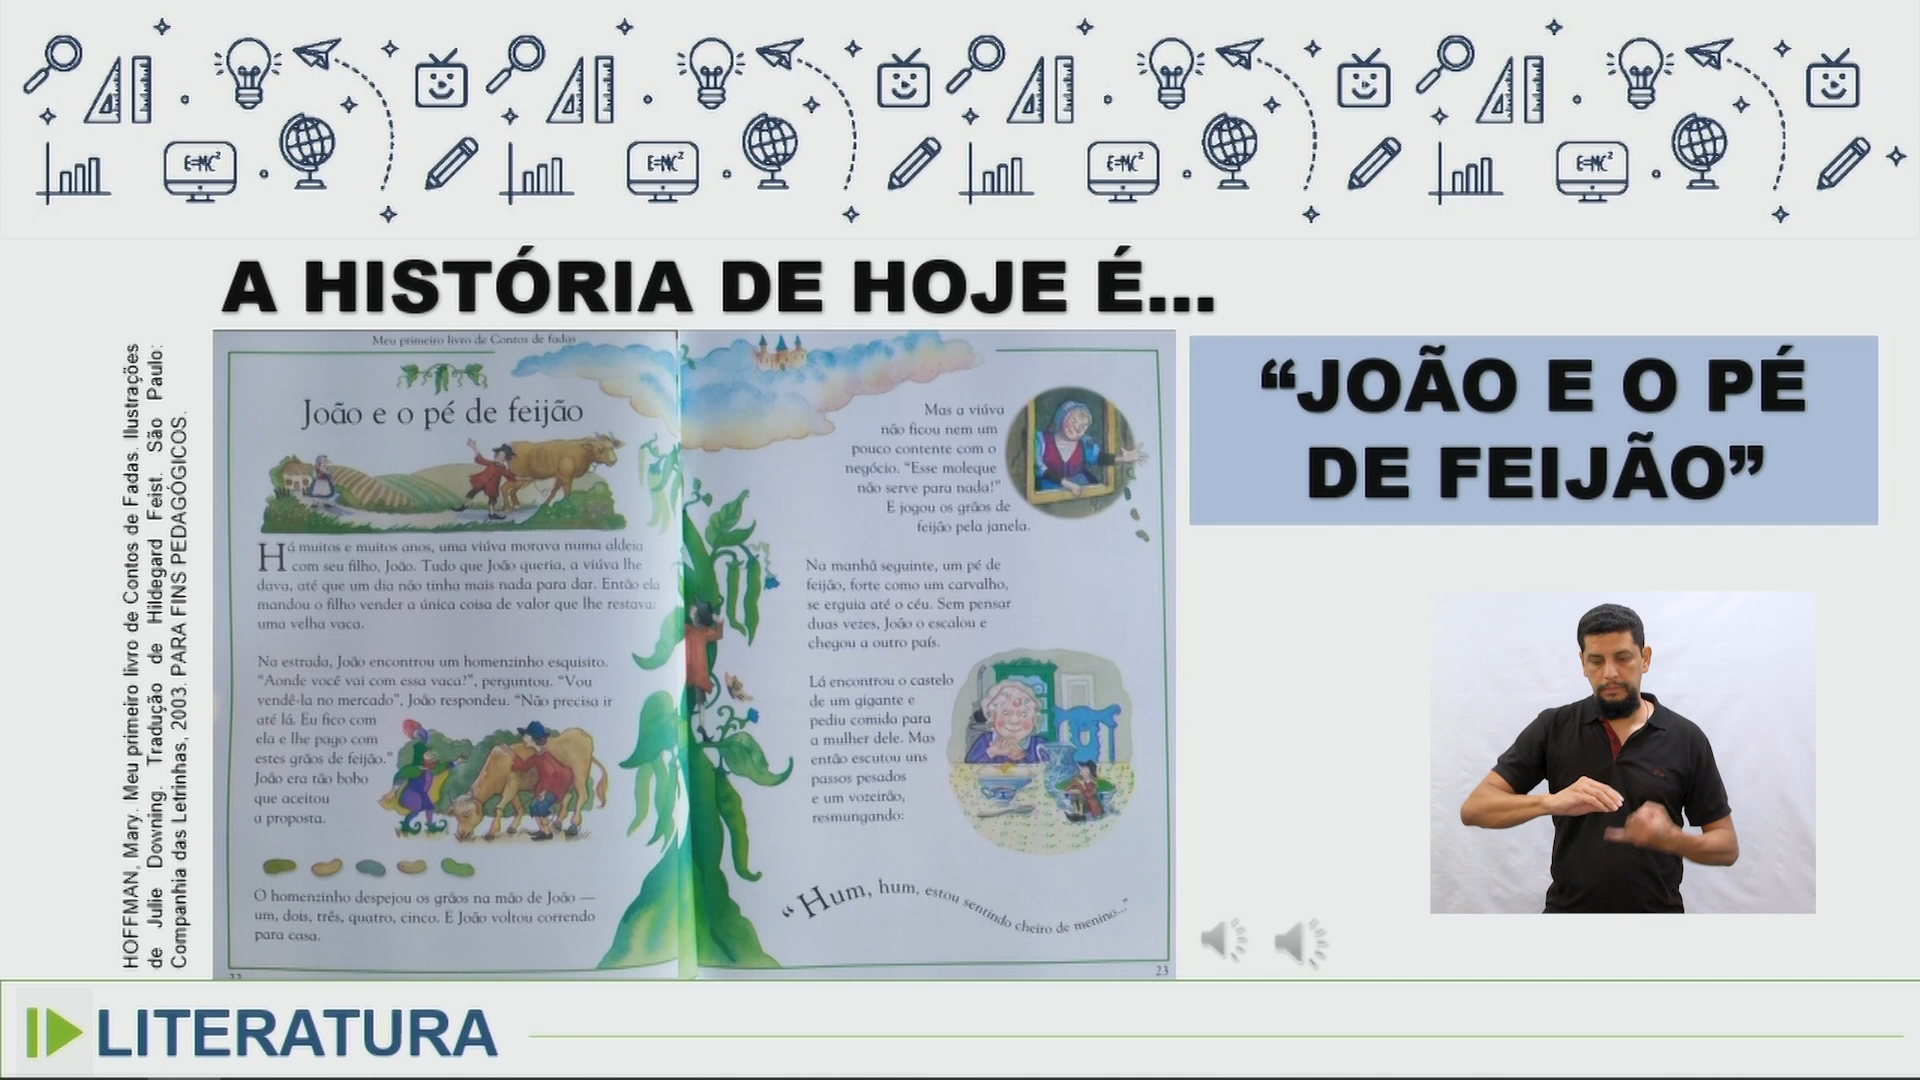 E=MC²
E=MC²
E=MC²
E=MC²
A HISTÓRIA DE HOJE É...
HOFFMAN, Mary. Meu primeiro livro de Contos de Fadas. Ilustrações
de Julie Downing. Tradução de Hildegard Feist. São Paulo:
Companhia das Letrinhas, 2003. PARA FINS PEDAGÓGICOS.
Meu primeiro livro de Contos de fadas
João e o pé de feijão
Há muitos e muitos anos, uma viúva morava numa aldeia
com seu filho, João. Tudo que João queria, a viúva lhe
dava, até que um dia não tinha mais nada para dar. Então ela
mandou o filho vender a única coisa de valor que lhe restava:
uma velha vaca.
Na estrada, João encontrou um homenzinho esquisito.
“Aonde você vai com essa vaca?”, perguntou. “Vou
vendê-la no mercado”, João respondeu. “Não precisa ir
até lá. Eu fico com
ela e lhe pago com
estes grãos de feijão.”
João era tão bobo
que aceitou
a proposta.
O homenzinho despejou os grãos na mão de João —
um, dois, três, quatro, cinco. E João voltou correndo
para casa.
22
Mas a viúva
não ficou nem um
pouco contente com o
negócio. “Esse moleque
não serve para nada!”
E jogou os grãos de
feijão pela janela.
Na manhã seguinte, um pé de
feijão, forte como um carvalho,
se erguia até o céu. Sem pensar
duas vezes, João o escalou e
chegou a outro país.
Lá encontrou o castelo
de um gigante e
pediu comida para
a mulher dele. Mas
então escutou uns
passos pesados
e um vozeirão,
resmungando:
“Hum, hum, estou sentindo cheiro de menino...”
23
“JOÃO E O PÉ
DE FEIJÃO”
LITERATURA